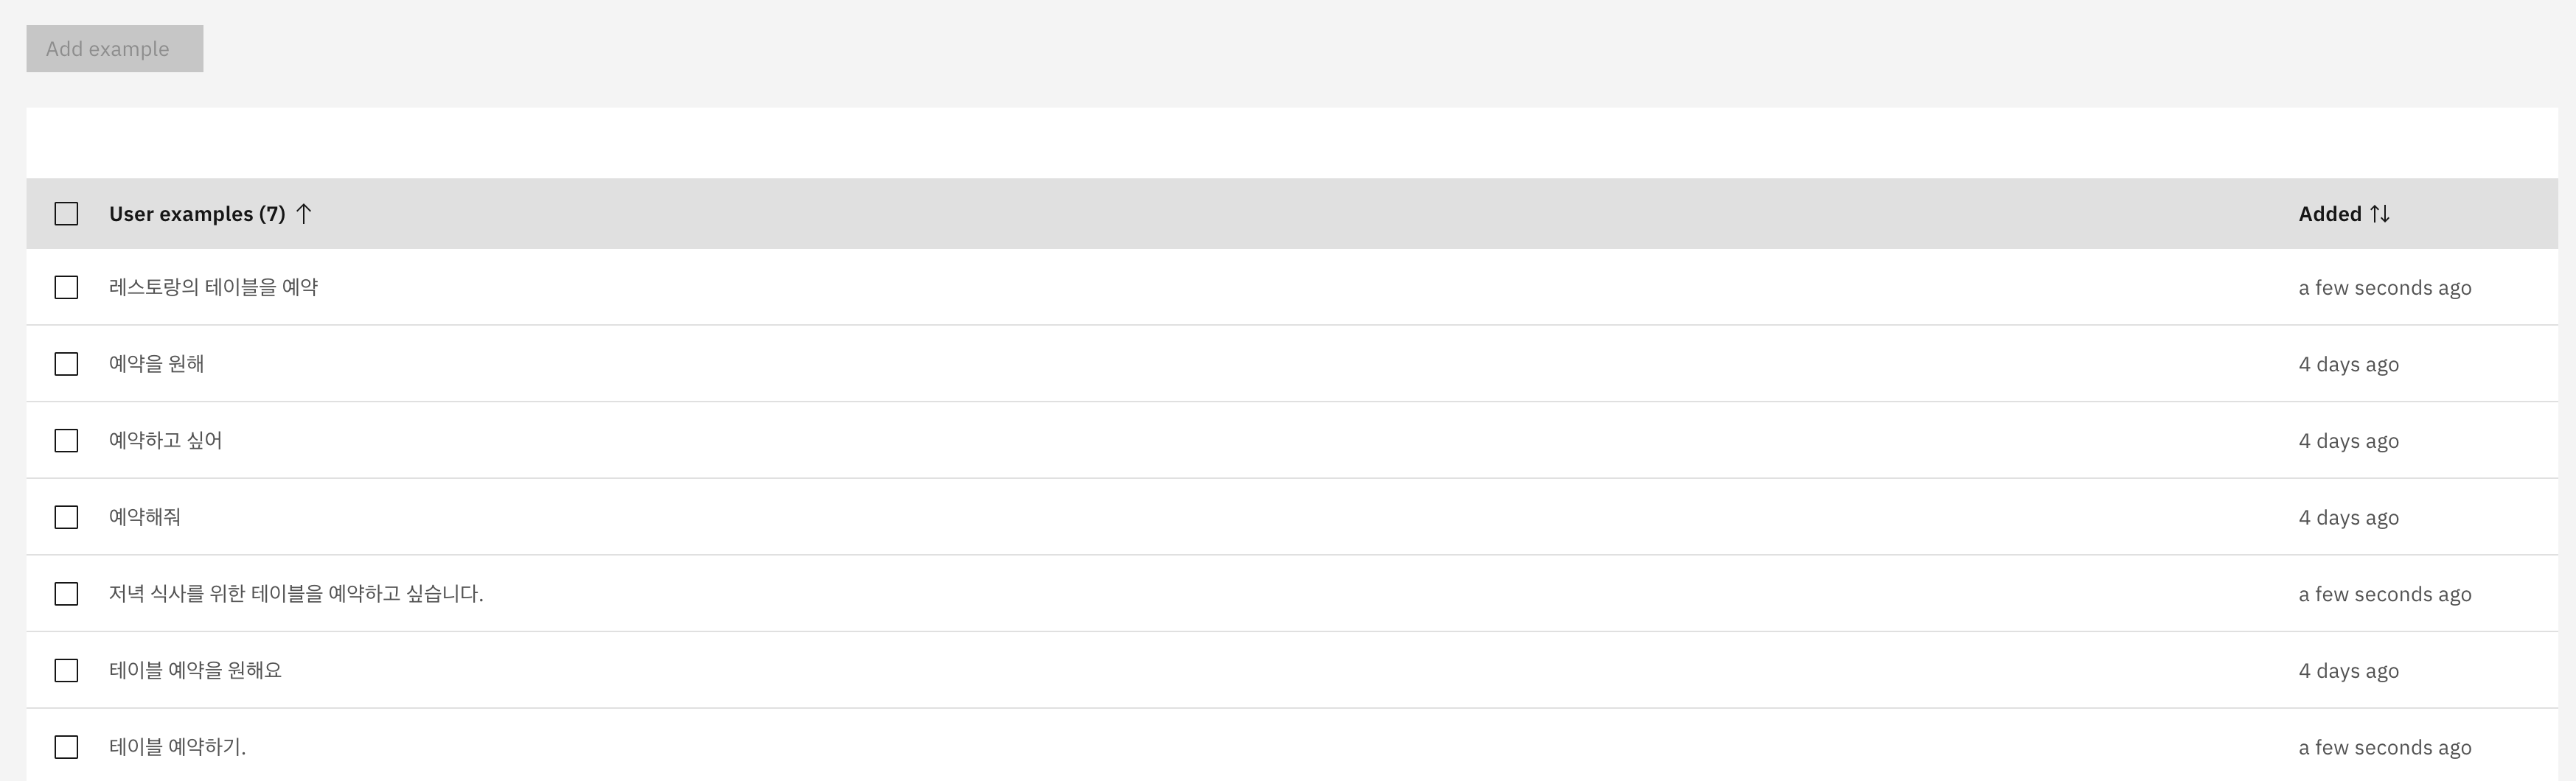 Add example
User examples (7) ↑ Added ↑↓
레스토랑의 테이블을 예약 a few seconds ago
예약을 원해 4 days ago
예약하고 싶어 4 days ago
예약해줘 4 days ago
저녁 식사를 위한 테이블을 예약하고 싶습니다. a few seconds ago
테이블 예약을 원해요 4 days ago
테이블 예약하기. a few seconds ago